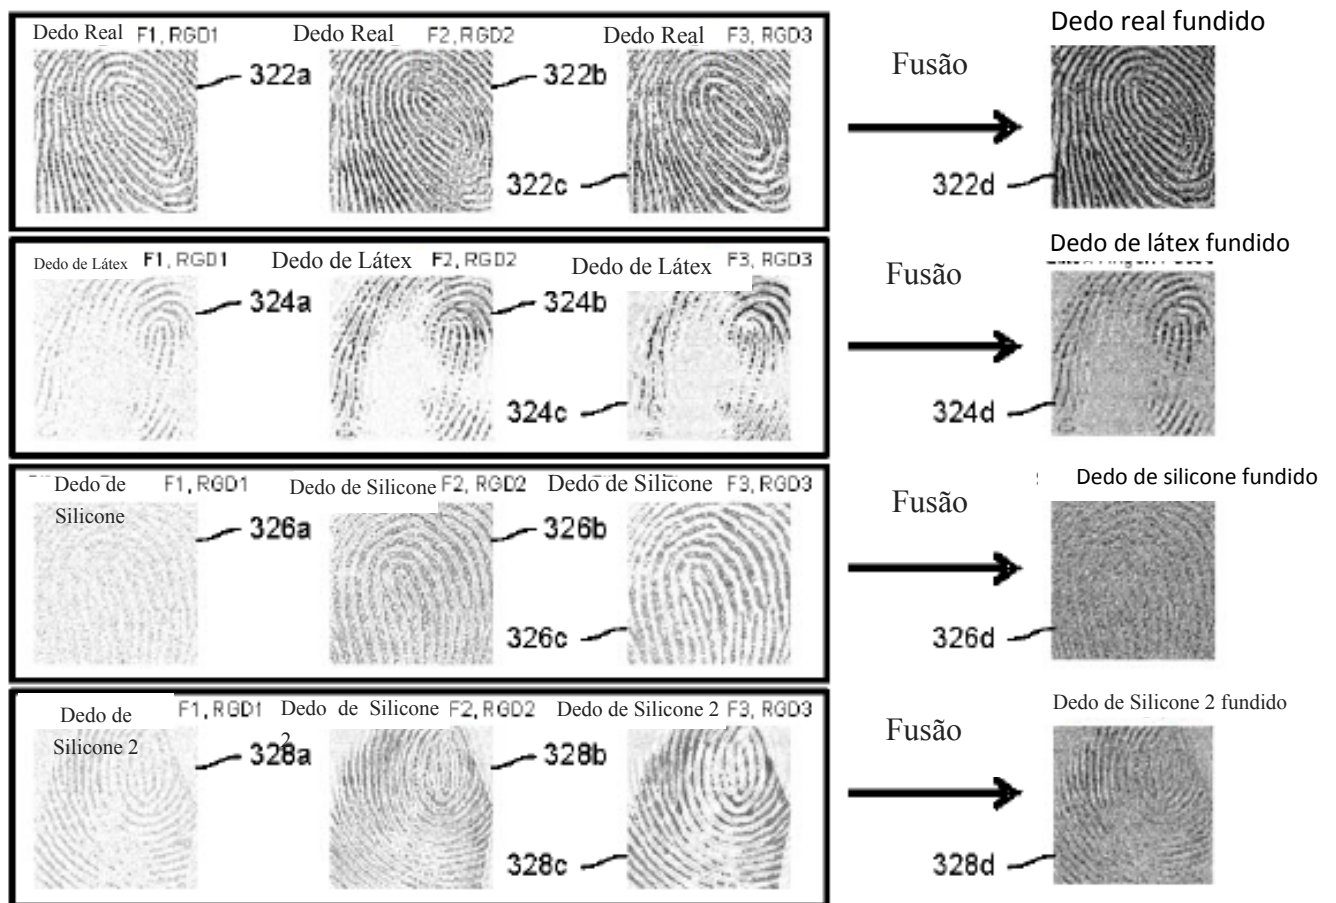 Dedo Real F1, RGD1 Dedo Real F2, RGD2 Dedo Real F3, RGD3
322a 322b
322c
Fusão
Dedo real fundido
322d
Dedo de Látex F1, RGD1 Dedo de Látex F2, RGD2 Dedo de Látex F3, RGD3
324a 324b
324c
Fusão
Dedo de látex fundido
324d
Dedo de
Silicone
F1, RGD1 Dedo de Silicone F2, RGD2 Dedo de Silicone F3, RGD3
326a 326b
326c
Fusão
Dedo de silicone fundido
326d
Dedo de
Silicone 2
F1, RGD1
Dedo de Silicone
2
F2, RGD2 Dedo de Silicone 2 F3, RGD3
328a 328b
328c
Fusão
Dedo de Silicone 2 fundido
328d